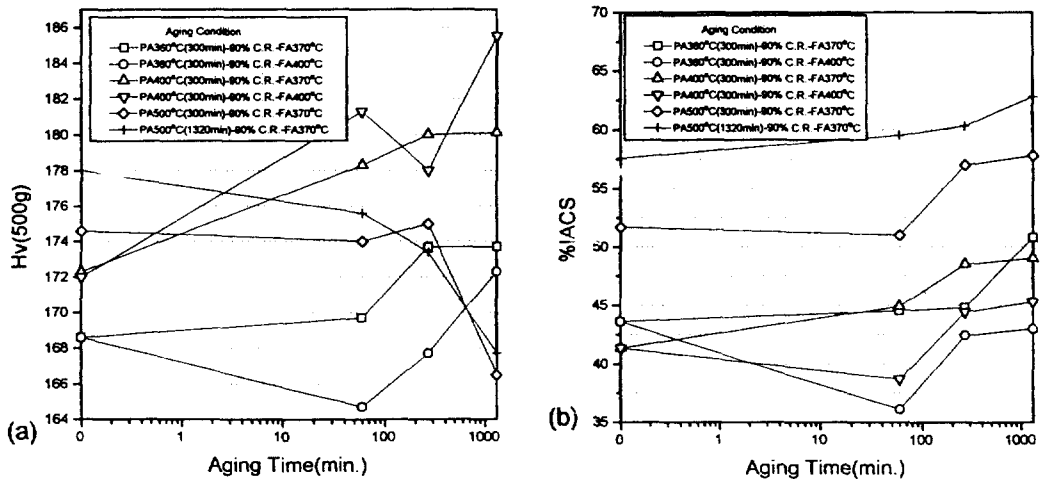 186
184
182
180
178
176
174
172
170
168
166
164
Hv(500g)
Aging Condition
PA360°C(300min)-90% C.R.-FA370°C
PA360°C(300min)-90% C.R.-FA400°C
PA400°C(300min)-90% C.R.-FA370°C
PA400°C(300min)-90% C.R.-FA400°C
PA500°C(300min)-90% C.R.-FA370°C
PA500°C(1320min)-90% C.R.-FA370°C
(a)
0 1 10 100 1000
Aging Time(min.)
70
65
60
55
50
45
40
35
%IACS
Aging Condition
PA360°C(300min)-90% C.R.-FA370°C
PA360°C(300min)-90% C.R.-FA400°C
PA400°C(300min)-90% C.R.-FA370°C
PA400°C(300min)-90% C.R.-FA400°C
PA500°C(300min)-90% C.R.-FA370°C
PA500°C(1320min)-90% C.R.-FA370°C
(b)
0 1 10 100 1000
Aging Time(min.)